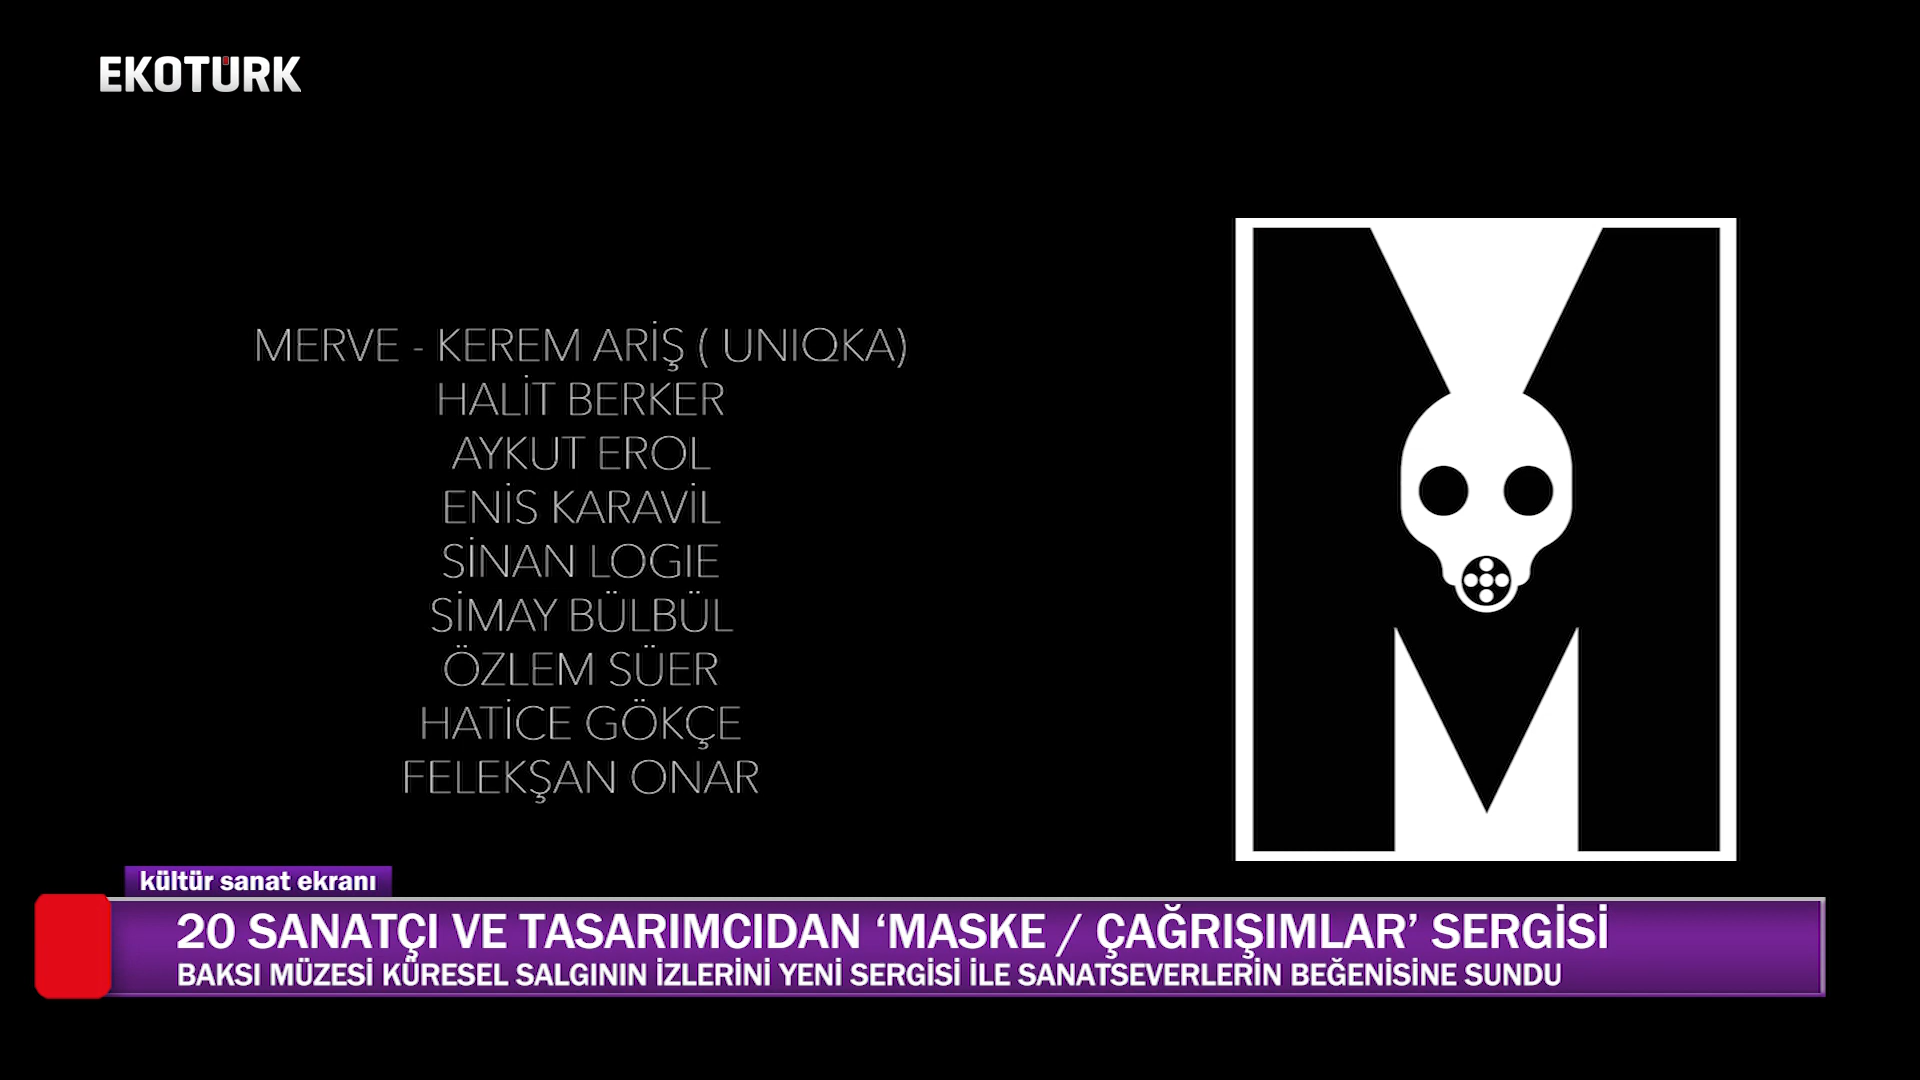 EKOTÜRK
MERVE - KEREM ARİŞ ( UNIQKA)
HALİT BERKER
AYKUT EROL
ENİS KARAVİL
SİNAN LOGIE
SİMAY BÜLBÜL
ÖZLEM SÜER
HATİCE GÖKÇE
FELEKŞAN ONAR
kültür sanat ekranı
20 SANATÇI VE TASARIMCIDAN ‘MASKE / ÇAĞRIŞIMLAR’ SERGİSİ
BAKSI MÜZESİ KÜRESEL SALGININ İZLERİNİ YENİ SERGİSİ İLE SANATSEVERLERİN BEĞENİSİNE SUNDU